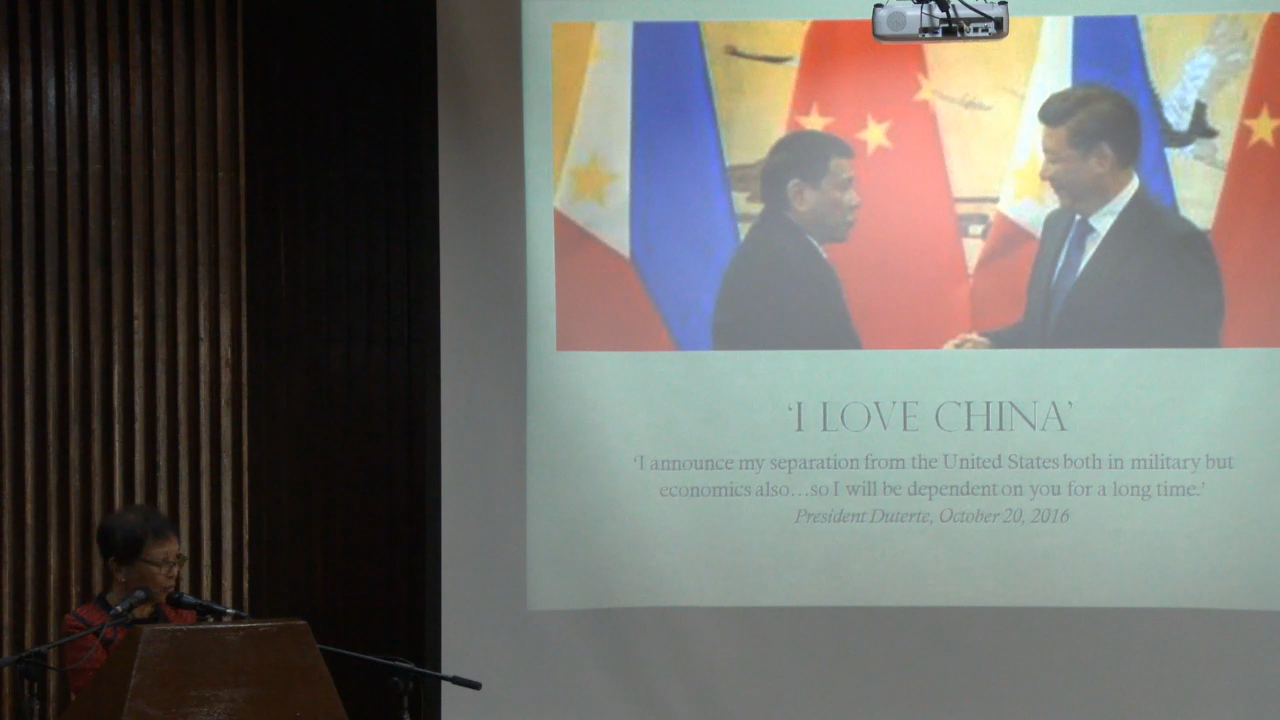 ‘I LOVE CHINA’
‘I announce my separation from the United States both in military but
economics also...so I will be dependent on you for a long time.’
President Duterte, October 20, 2016